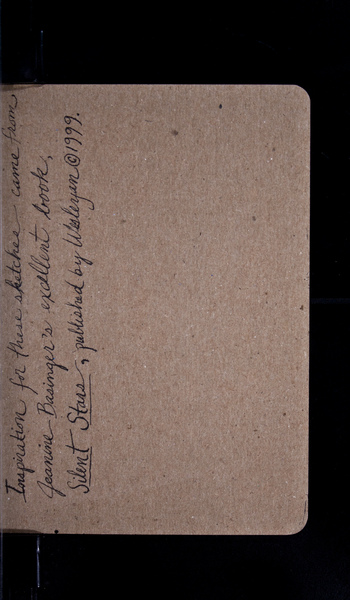 Inspiration for these sketches came from
Jeanine Basinger's excellent book,
Silent Stars, published by Wesleyan ©1999.